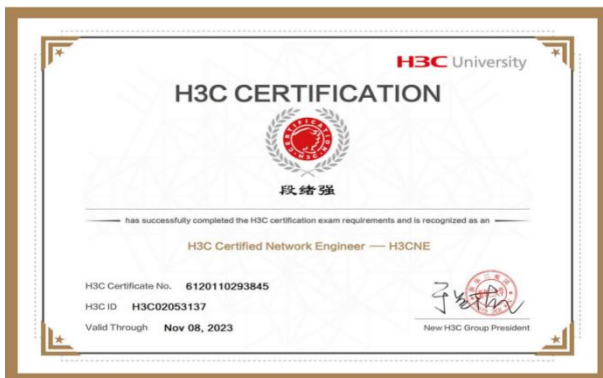 H3C University
H3C CERTIFICATION
段绪强
has successfully completed the H3C certification exam requirements and is recognized as an
H3C Certified Network Engineer — H3CNE
H3C Certificate No. 6120110293845
H3C ID H3C02053137
Valid Through Nov 08, 2023
New H3C Group President